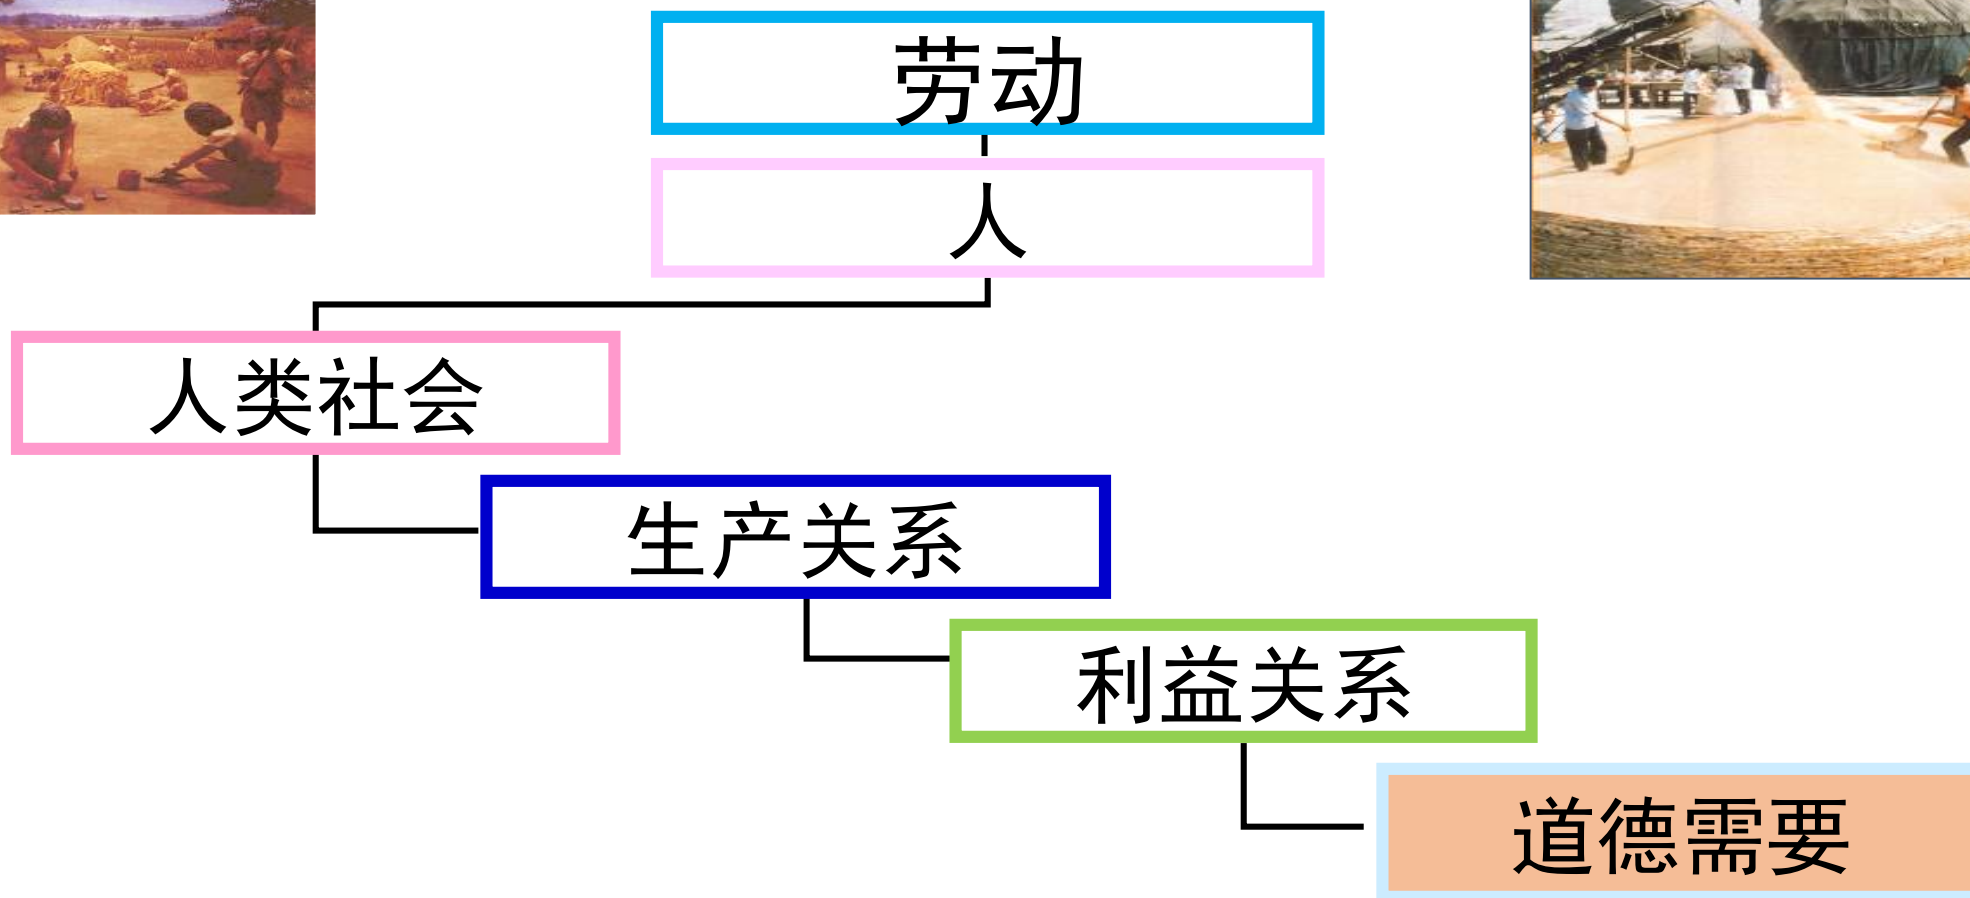 劳动
人
人类社会
生产关系
利益关系
道德需要